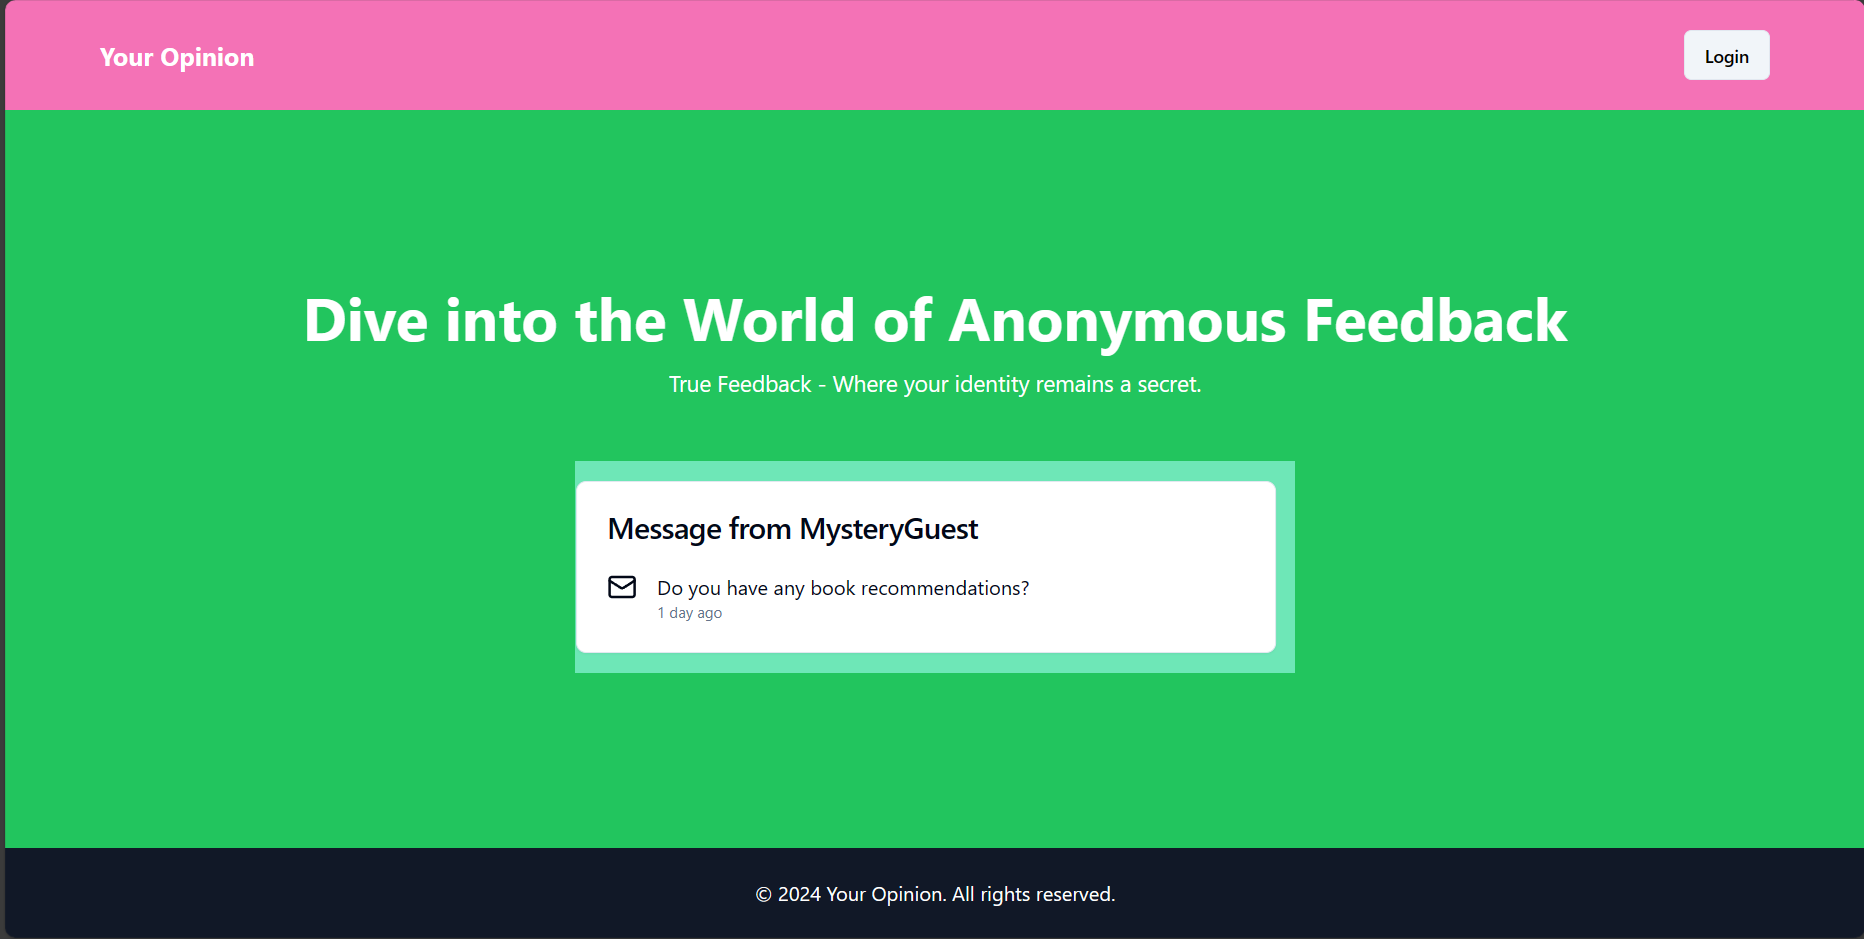 Your Opinion
Login
Dive into the World of Anonymous Feedback
True Feedback - Where your identity remains a secret.
Message from MysteryGuest
Do you have any book recommendations?
1 day ago
© 2024 Your Opinion. All rights reserved.